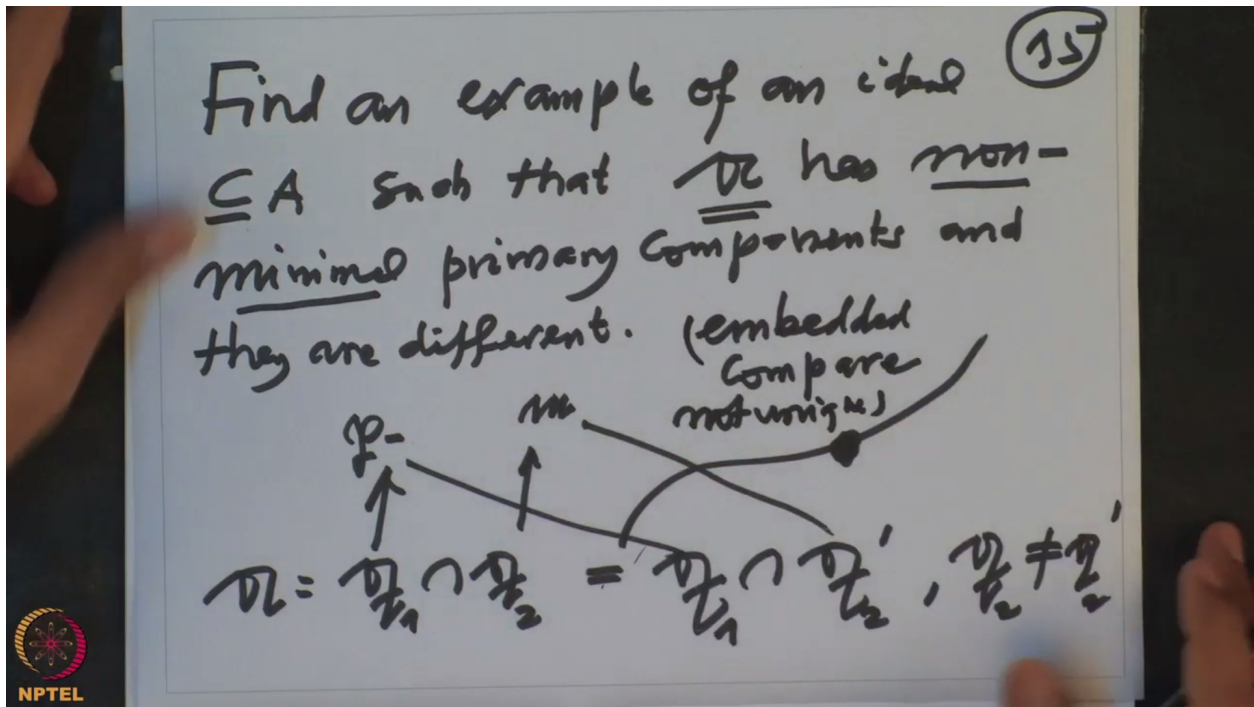 15
Find an example of an ideal
⊆ A such that 𝔞 has non-
minimal primary components and
they are different. (embedded
compare
not unique)
𝔭 𝔪
𝔞 = 𝔮₁ ∩ 𝔮₂ = 𝔮₁ ∩ 𝔮₂′ , 𝔮₂ ≠ 𝔮₂′
NPTEL